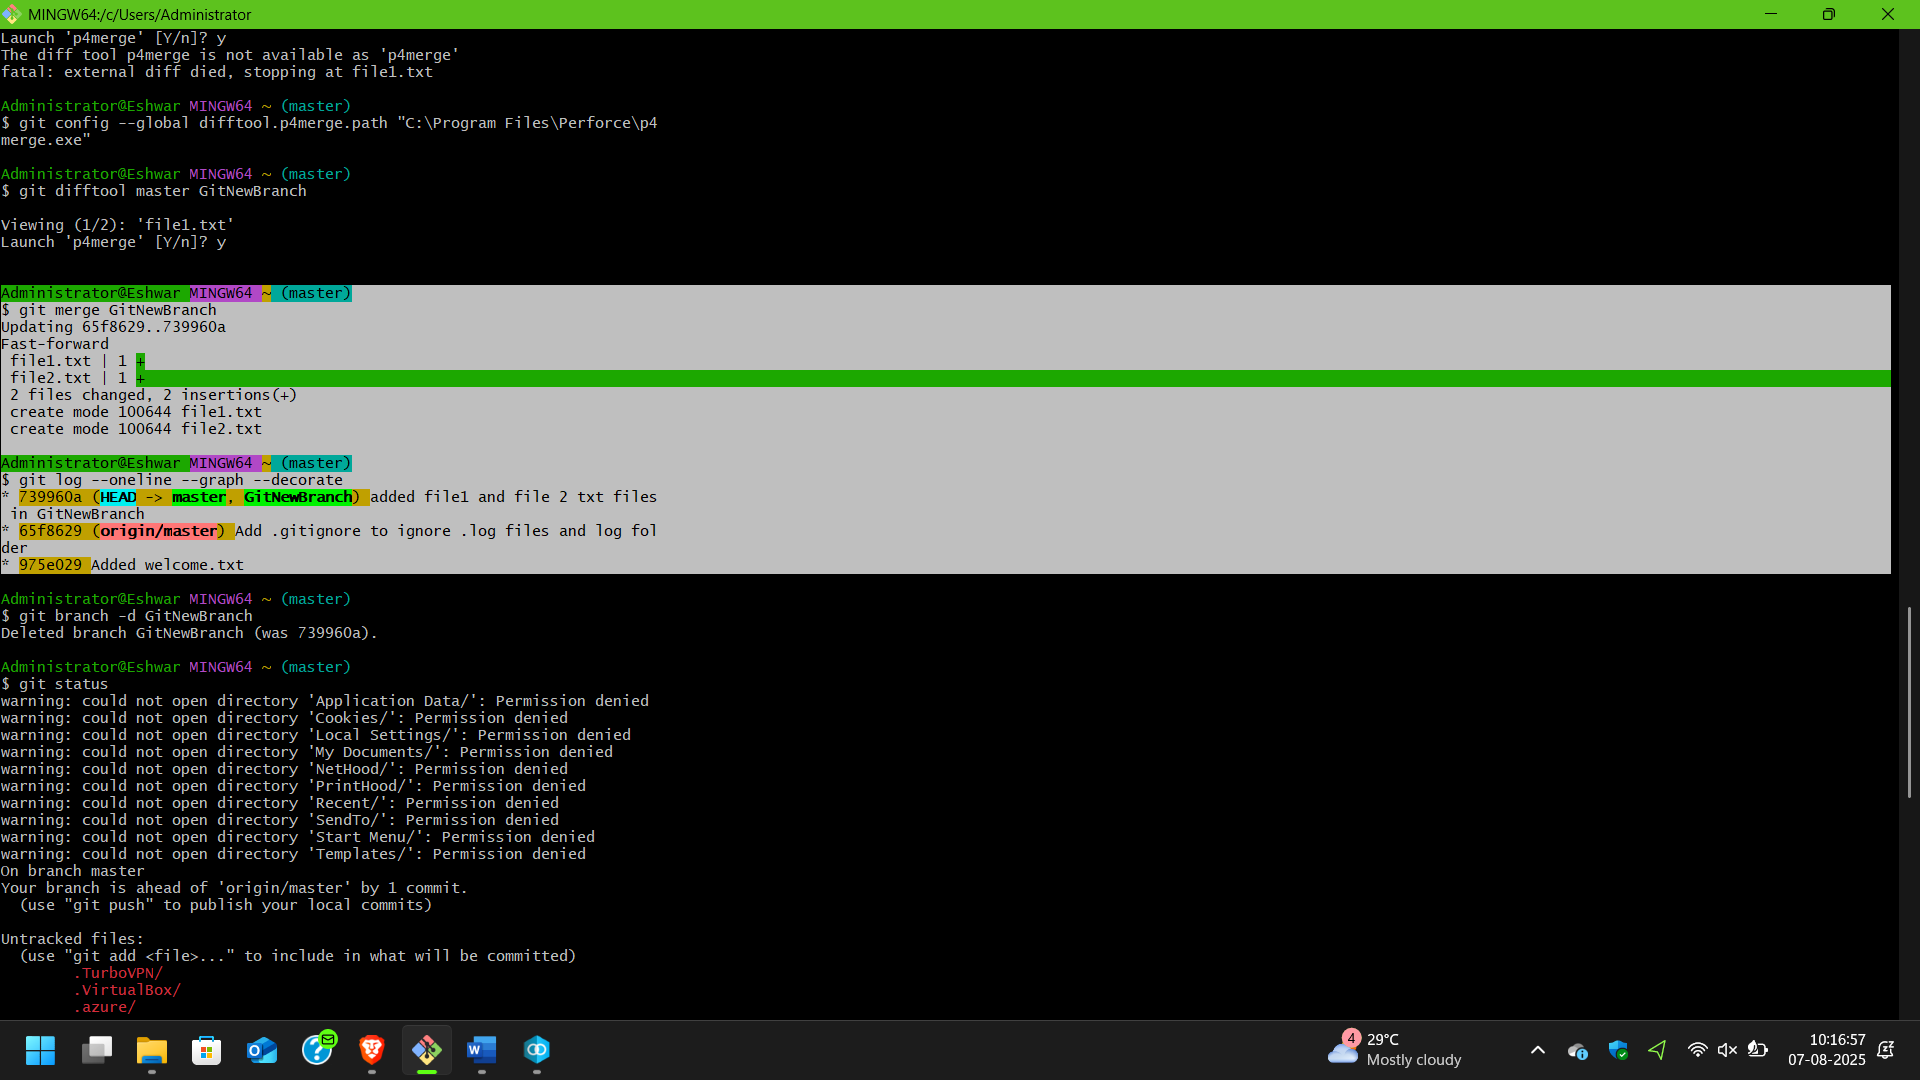 MINGW64:/c/Users/Administrator
Launch 'p4merge' [Y/n]? y
The diff tool p4merge is not available as 'p4merge'
fatal: external diff died, stopping at file1.txt
Administrator@Eshwar MINGW64 ~ (master)
$ git config --global difftool.p4merge.path "C:\Program Files\Perforce\p4
merge.exe"
Administrator@Eshwar MINGW64 ~ (master)
$ git difftool master GitNewBranch
Viewing (1/2): 'file1.txt'
Launch 'p4merge' [Y/n]? y
Administrator@Eshwar MINGW64 ~ (master)
$ git merge GitNewBranch
Updating 65f8629..739960a
Fast-forward
 file1.txt | 1 +
 file2.txt | 1 +
 2 files changed, 2 insertions(+)
 create mode 100644 file1.txt
 create mode 100644 file2.txt
Administrator@Eshwar MINGW64 ~ (master)
$ git log --oneline --graph --decorate
* 739960a (HEAD -> master, GitNewBranch) added file1 and file 2 txt files
 in GitNewBranch
* 65f8629 (origin/master) Add .gitignore to ignore .log files and log fol
der
* 975e029 Added welcome.txt
Administrator@Eshwar MINGW64 ~ (master)
$ git branch -d GitNewBranch
Deleted branch GitNewBranch (was 739960a).
Administrator@Eshwar MINGW64 ~ (master)
$ git status
warning: could not open directory 'Application Data/': Permission denied
warning: could not open directory 'Cookies/': Permission denied
warning: could not open directory 'Local Settings/': Permission denied
warning: could not open directory 'My Documents/': Permission denied
warning: could not open directory 'NetHood/': Permission denied
warning: could not open directory 'PrintHood/': Permission denied
warning: could not open directory 'Recent/': Permission denied
warning: could not open directory 'SendTo/': Permission denied
warning: could not open directory 'Start Menu/': Permission denied
warning: could not open directory 'Templates/': Permission denied
On branch master
Your branch is ahead of 'origin/master' by 1 commit.
  (use "git push" to publish your local commits)
Untracked files:
  (use "git add <file>..." to include in what will be committed)
        .TurboVPN/
        .VirtualBox/
        .azure/
4
29°C
Mostly cloudy
10:16:57
07-08-2025